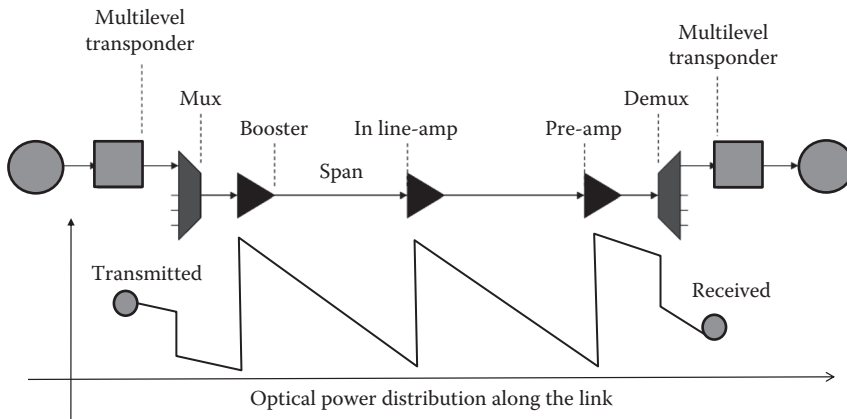 Multilevel
transponder
Multilevel
transponder
Mux
Demux
Booster
In line-amp
Pre-amp
Span
Transmitted
Received
Optical power distribution along the link